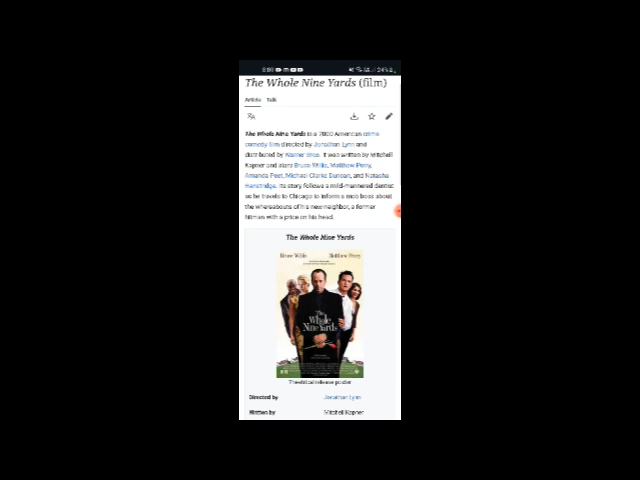 The Whole Nine Yards (film)
Article Talk
The Whole Nine Yards is a 2000 American crime
comedy film directed by Jonathan Lynn and
distributed by Warner Bros. It was written by Mitchell
Kapner and stars Bruce Willis, Matthew Perry,
Amanda Peet, Michael Clarke Duncan, and Natasha
Henstridge. Its story follows a mild-mannered dentist
as he travels to Chicago to inform a mob boss about
the whereabouts of his new neighbor, a former
hitman with a price on his head.
The Whole Nine Yards
Bruce Willis Matthew Perry
The
Whole
Nine Yards
Theatrical release poster
Directed by Jonathan Lynn
Written by Mitchell Kapner